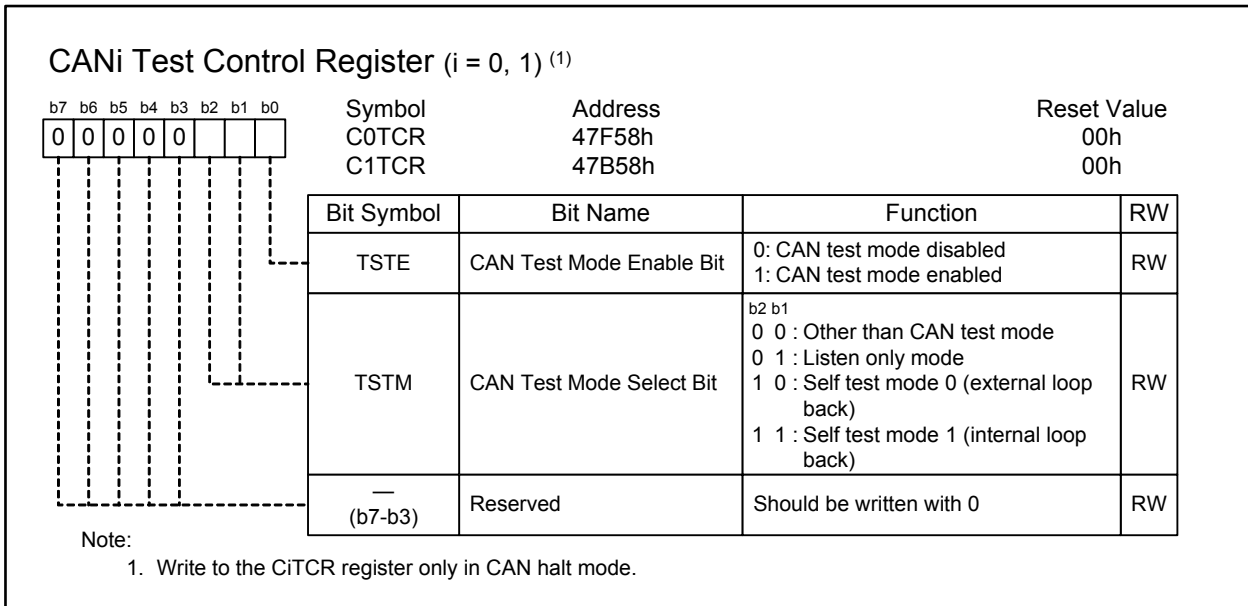 CANi Test Control Register (i = 0, 1) (1)
b7 b6 b5 b4 b3 b2 b1 b0
0 0 0 0 0
Symbol Address Reset Value
C0TCR 47F58h 00h
C1TCR 47B58h 00h
Bit Symbol Bit Name Function RW
TSTE CAN Test Mode Enable Bit 0: CAN test mode disabled
1: CAN test mode enabled RW
b2 b1
0 0 : Other than CAN test mode
0 1 : Listen only mode
TSTM CAN Test Mode Select Bit 1 0 : Self test mode 0 (external loop
back) RW
1 1 : Self test mode 1 (internal loop
back)
—
(b7-b3) Reserved Should be written with 0 RW
Note:
1. Write to the CiTCR register only in CAN halt mode.